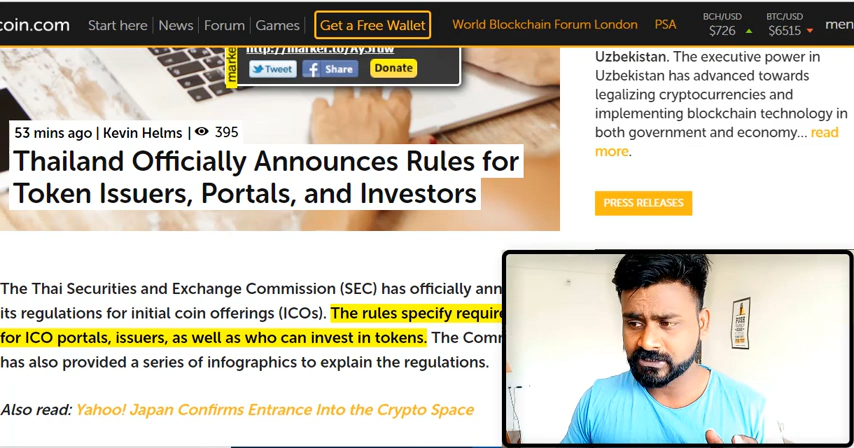 coin.com Start here News Forum Games Get a Free Wallet World Blockchain Forum London PSA BCH/USD $726 BTC/USD $6515 men
market
http://market.to/
Tweet Share Donate
53 mins ago | Kevin Helms | 395
Thailand Officially Announces Rules for
Token Issuers, Portals, and Investors
Uzbekistan. The executive power in
Uzbekistan has advanced towards
legalizing cryptocurrencies and
implementing blockchain technology in
both government and economy... read
more.
PRESS RELEASES
The Thai Securities and Exchange Commission (SEC) has officially ann
its regulations for initial coin offerings (ICOs). The rules specify require
for ICO portals, issuers, as well as who can invest in tokens. The Com
has also provided a series of infographics to explain the regulations.
Also read: Yahoo! Japan Confirms Entrance Into the Crypto Space